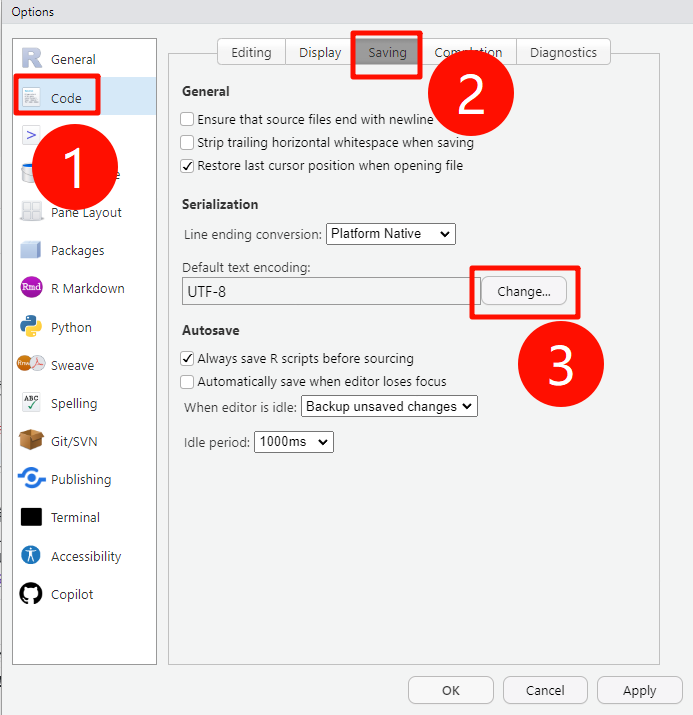 Options
General
Code
1
Pane Layout
Packages
Rmd
R Markdown
Python
Sweave
ABC
Spelling
Git/SVN
Publishing
Terminal
Accessibility
Copilot
Editing
Display
Saving
Completion
Diagnostics
2
General
Ensure that source files end with newline
Strip trailing horizontal whitespace when saving
Restore last cursor position when opening file
Serialization
Line ending conversion: Platform Native
Default text encoding:
UTF-8
Change...
3
Autosave
Always save R scripts before sourcing
Automatically save when editor loses focus
When editor is idle: Backup unsaved changes
Idle period: 1000ms
OK
Cancel
Apply